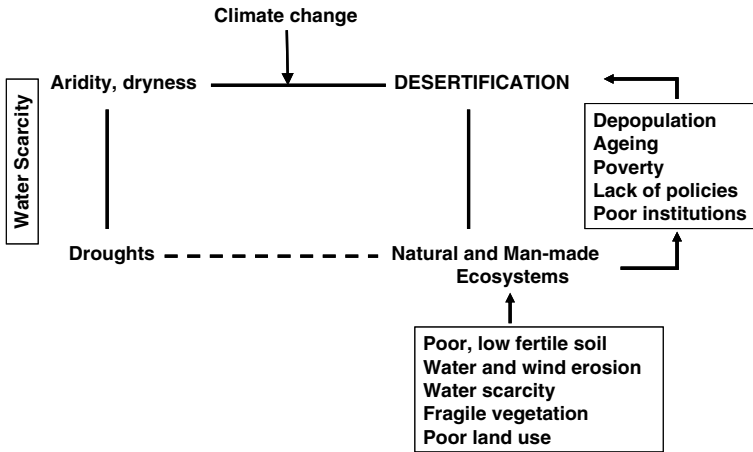 Climate change
Water Scarcity
Aridity, dryness
DESERTIFICATION
Depopulation
Ageing
Poverty
Lack of policies
Poor institutions
Droughts
Natural and Man-made
Ecosystems
Poor, low fertile soil
Water and wind erosion
Water scarcity
Fragile vegetation
Poor land use